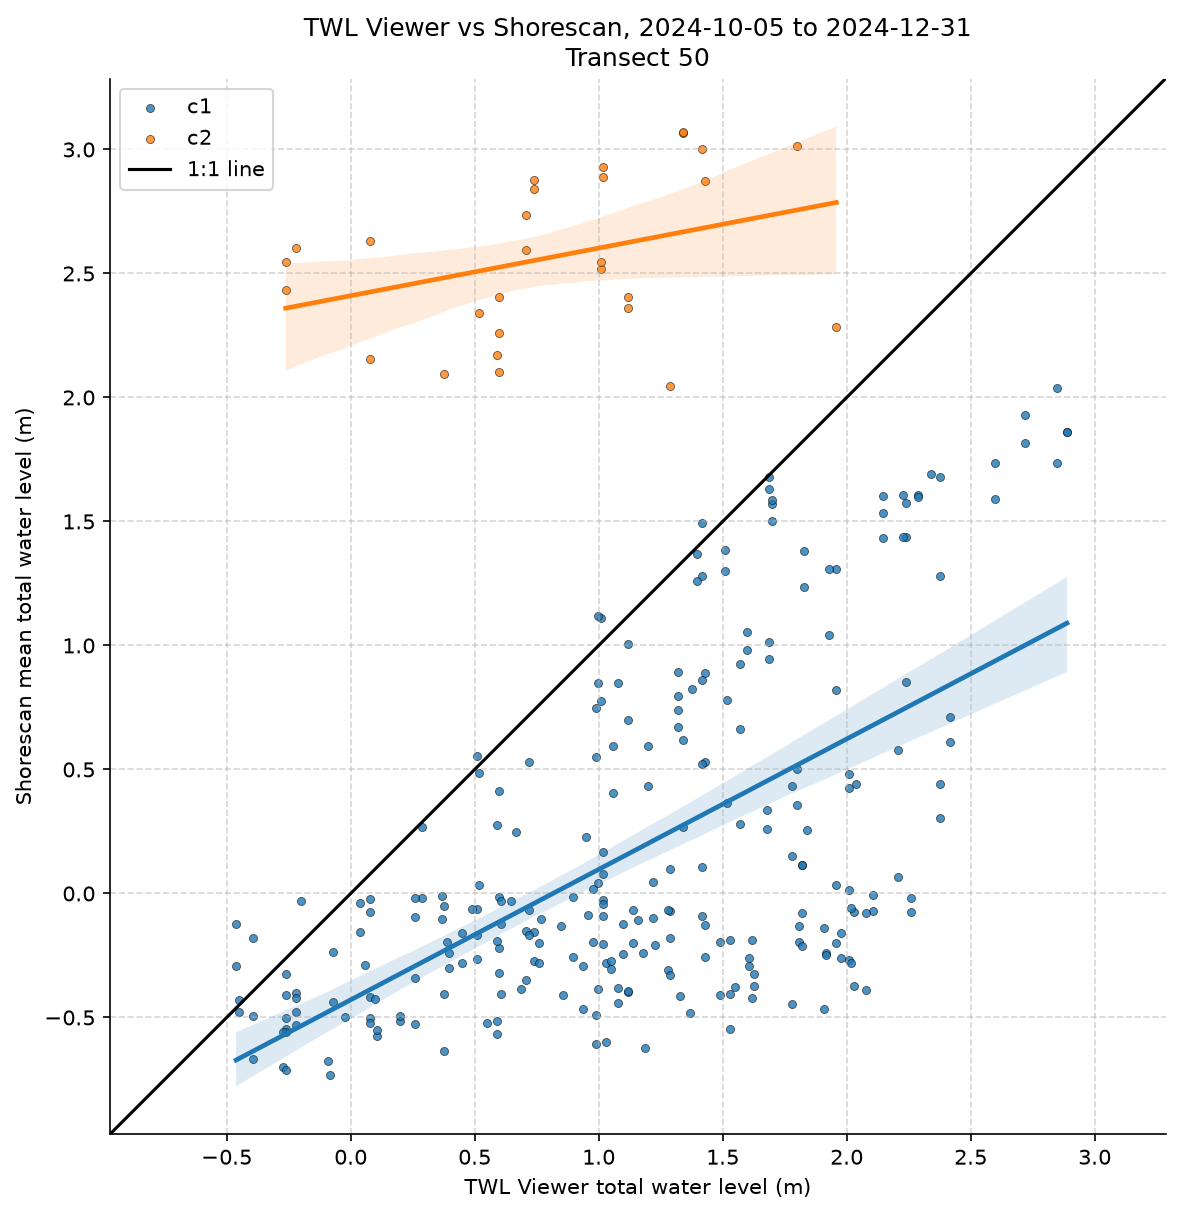 TWL Viewer vs Shorescan, 2024-10-05 to 2024-12-31
Transect 50
c1
c2
1:1 line
3.0
2.5
2.0
1.5
1.0
0.5
0.0
−0.5
Shorescan mean total water level (m)
−0.5 0.0 0.5 1.0 1.5 2.0 2.5 3.0
TWL Viewer total water level (m)